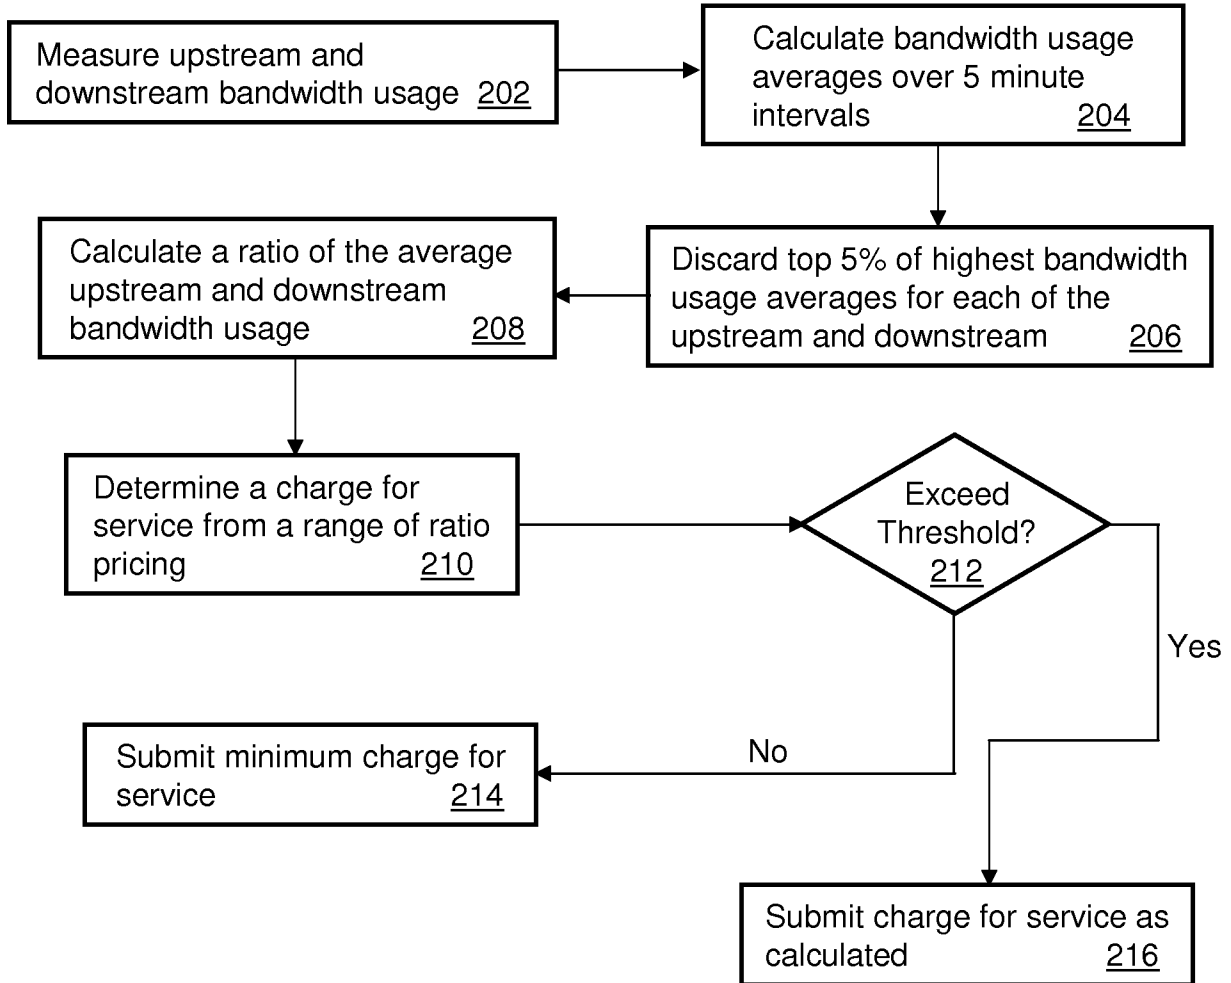 Measure upstream and
downstream bandwidth usage 202
Calculate bandwidth usage
averages over 5 minute
intervals 204
Calculate a ratio of the average
upstream and downstream
bandwidth usage 208
Discard top 5% of highest bandwidth
usage averages for each of the
upstream and downstream 206
Determine a charge for
service from a range of ratio
pricing 210
Exceed
Threshold?
212
Yes
No
Submit minimum charge for
service 214
Submit charge for service as
calculated 216